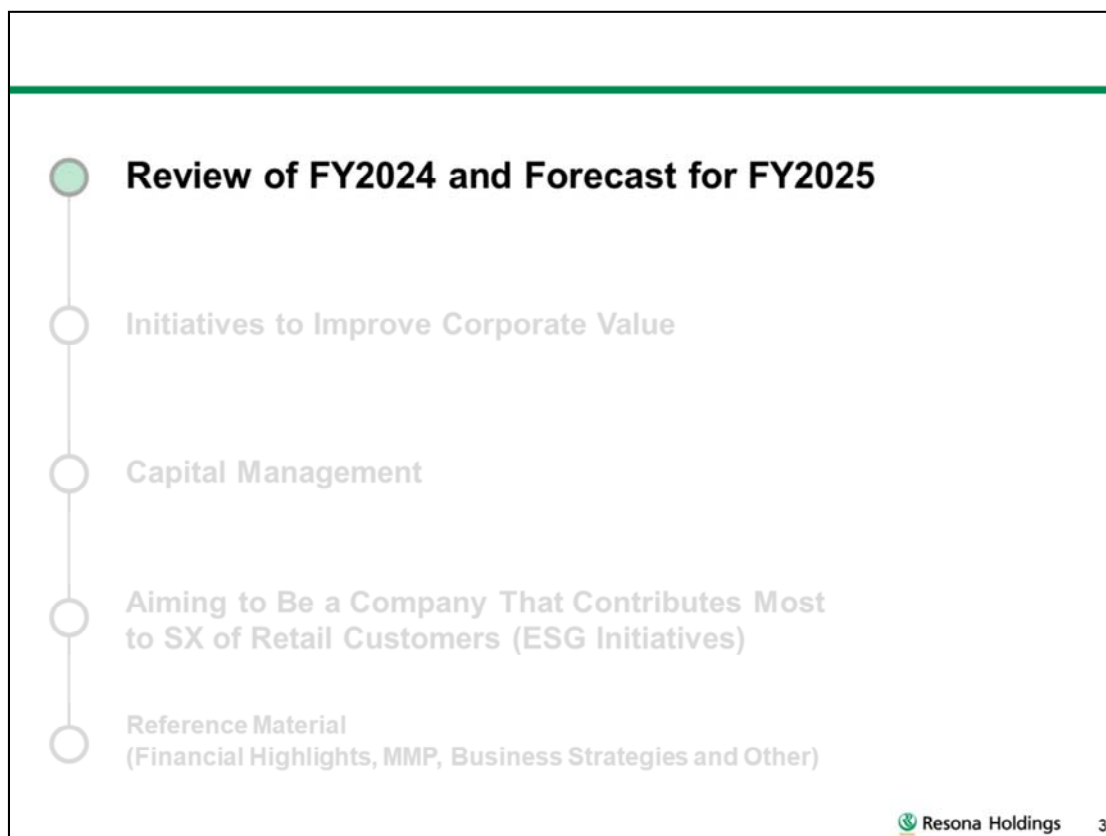 Review of FY2024 and Forecast for FY2025
Initiatives to Improve Corporate Value
Capital Management
Aiming to Be a Company That Contributes Most
to SX of Retail Customers (ESG Initiatives)
Reference Material
(Financial Highlights, MMP, Business Strategies and Other)
Resona Holdings 3